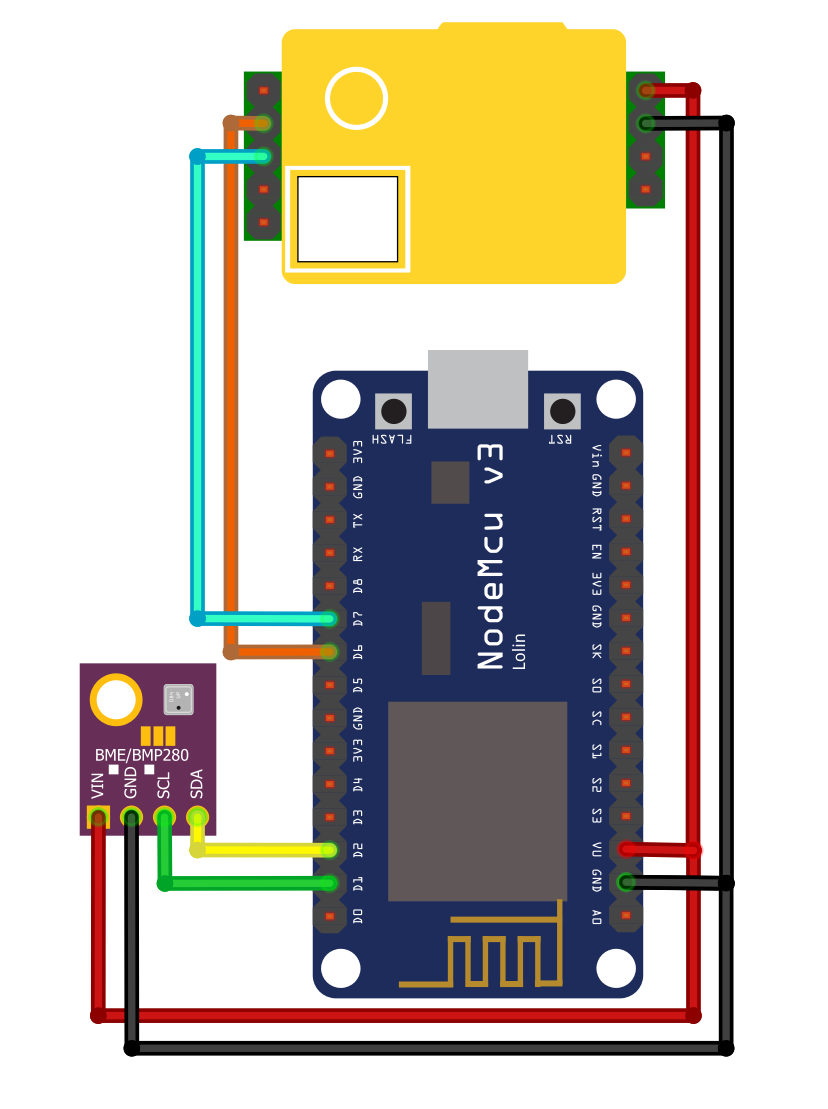 FLASH
RST
3V3
GND
TX
RX
D8
D7
D6
D5
GND
3V3
D4
D3
D2
D1
D0
NodeMcu v3
Lolin
Vin
GND
RST
EN
3V3
GND
SK
SO
SC
S1
S2
S3
VU
GND
A0
BME/BMP280
VIN
GND
SCL
SDA